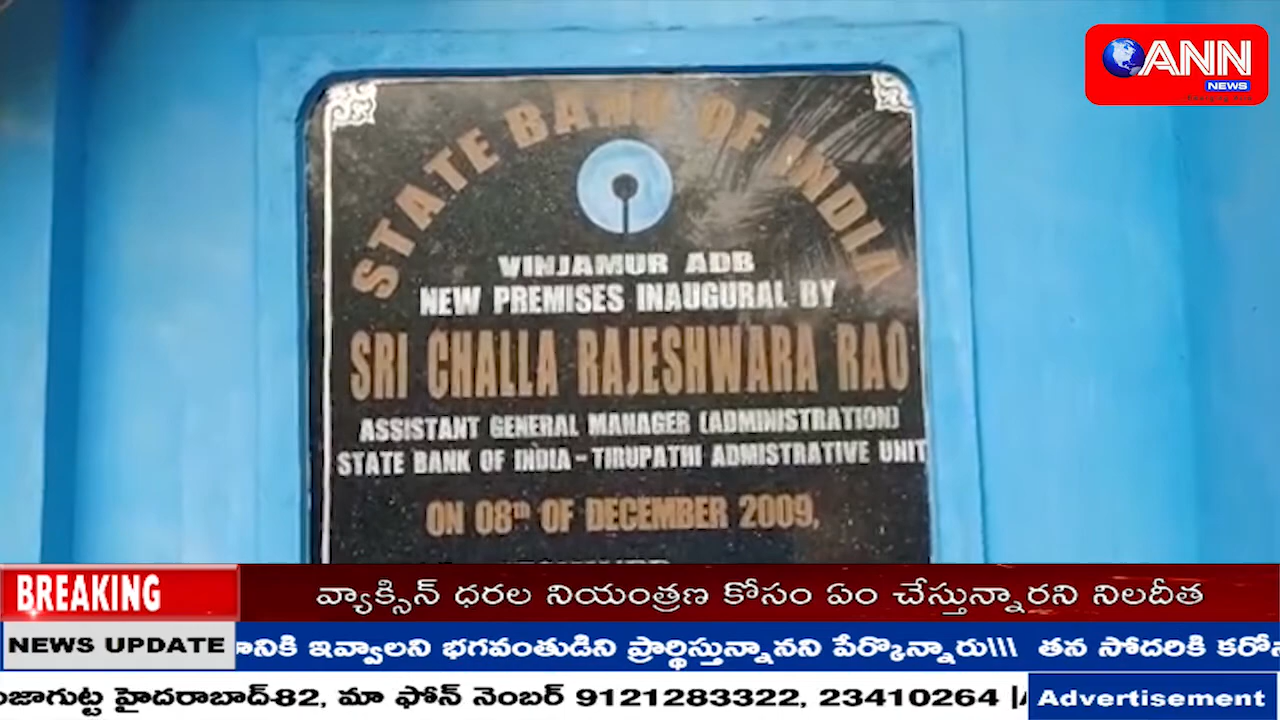 ANN
NEWS
STATE BANK OF INDIA
VINJAMUR ADB
NEW PREMISES INAUGURAL BY
SRI CHALLA RAJESHWARA RAO
ASSISTANT GENERAL MANAGER (ADMINISTRATION)
STATE BANK OF INDIA - TIRUPATHI ADMISTRATIVE UNIT
ON 08th OF DECEMBER 2009,
BREAKING
వ్యాక్సిన్ ధరల నియంత్రణ కోసం ఏం చేస్తున్నారని నిలదీత
NEWS UPDATE
ానికి ఇవ్వాలని భగవంతుడిని ప్రార్థిస్తున్నానని పేర్కొన్నారు\\\ తన సోదరికి కరోన
ంజాగుట్ట హైదరాబాద్-82, మా ఫోన్ నెంబర్ 9121283322, 23410264 |
Advertisement